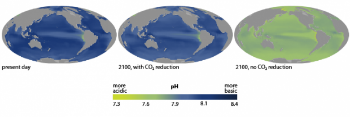 present day
2100, with CO2 reduction
2100, no CO2 reduction
more acidic
pH
more basic
7.3 7.6 7.9 8.1 8.4